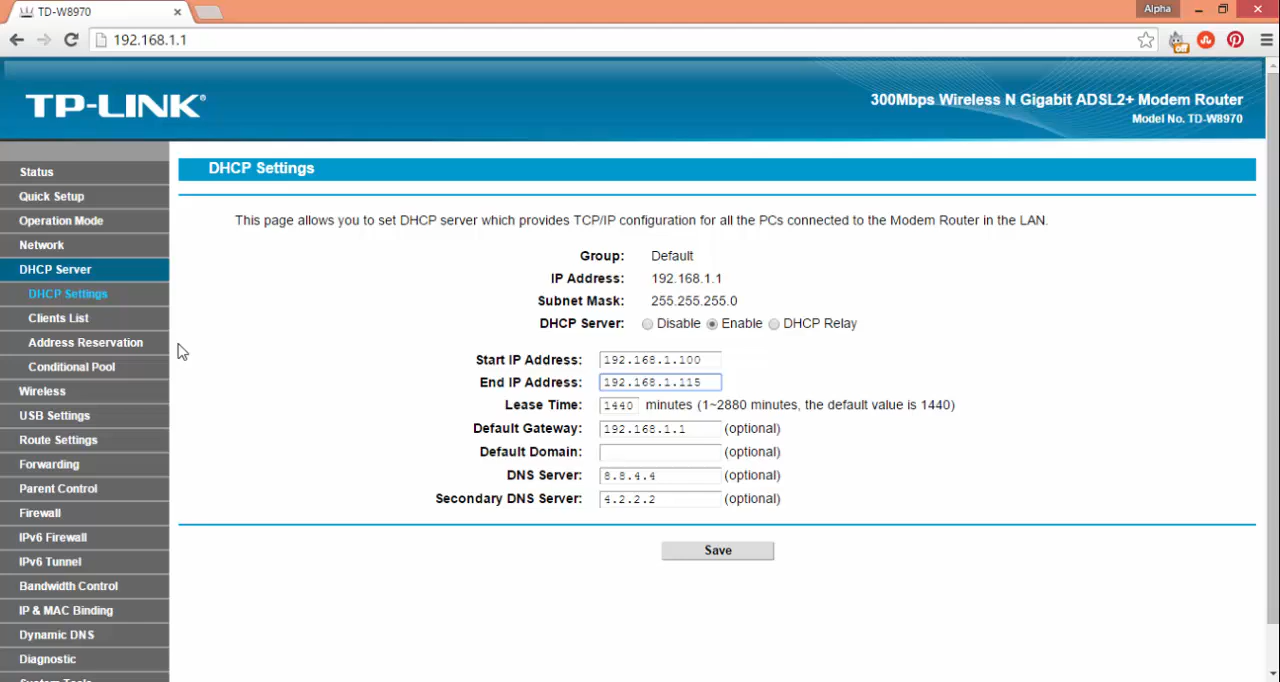 TD-W8970
Alpha
192.168.1.1
off
TP-LINK®
300Mbps Wireless N Gigabit ADSL2+ Modem Router
Model No. TD-W8970
Status
Quick Setup
Operation Mode
Network
DHCP Server
DHCP Settings
Clients List
Address Reservation
Conditional Pool
Wireless
USB Settings
Route Settings
Forwarding
Parent Control
Firewall
IPv6 Firewall
IPv6 Tunnel
Bandwidth Control
IP & MAC Binding
Dynamic DNS
Diagnostic
System Tools
DHCP Settings
This page allows you to set DHCP server which provides TCP/IP configuration for all the PCs connected to the Modem Router in the LAN.
Group: Default
IP Address: 192.168.1.1
Subnet Mask: 255.255.255.0
DHCP Server: Disable Enable DHCP Relay
Start IP Address: 192.168.1.100
End IP Address: 192.168.1.115
Lease Time: 1440 minutes (1~2880 minutes, the default value is 1440)
Default Gateway: 192.168.1.1 (optional)
Default Domain: (optional)
DNS Server: 8.8.4.4 (optional)
Secondary DNS Server: 4.2.2.2 (optional)
Save